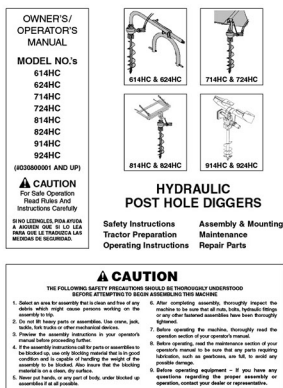 OWNER'S/
OPERATOR'S
MANUAL
MODEL NO.'s
614HC
624HC
714HC
724HC
814HC
824HC
914HC
924HC
(#030800001 AND UP)
CAUTION
For Safe Operation
Read Rules And
Instructions Carefully
SI NO LEEINGLES, PIDA AYUDA
A AIGUIEN QUE SI LO LEA
PARA QUE LE TRADUZCA LAS
MEDIDAS DE SEGURIDAD.
614HC & 624HC
714HC & 724HC
814HC & 824HC
914HC & 924HC
HYDRAULIC
POST HOLE DIGGERS
Safety Instructions
Tractor Preparation
Operating Instructions
Assembly & Mounting
Maintenance
Repair Parts
CAUTION
THE FOLLOWING SAFETY PRECAUTIONS SHOULD BE THOROUGHLY UNDERSTOOD
BEFORE ATTEMPTING TO BEGIN ASSEMBLING THIS MACHINE
1. Select an area for assembly that is clean and free of any
debris which might cause persons working on the
assembly to trip.
2. Do not lift heavy parts or assemblies. Use crane, jack,
tackle, fork trucks or other mechanical devices.
3. Preview the assembly instructions in your operator's
manual before proceeding further.
4. If the assembly instructions call for parts or assemblies to
be blocked up, use only blocking material that is in good
condition and is capable of handling the weight of the
assembly to be blocked. Also insure that the blocking
material is on a clean, dry surface.
5. Never put hands, or any part of body, under blocked up
assemblies if at all possible.
6. After completing assembly, thoroughly inspect the
machine to be sure that all nuts, bolts, hydraulic fittings
or any other fastened assemblies have been thoroughly
tightened.
7. Before operating the machine, thoroughly read the
operation section of your operator's manual.
8. Before operating, read the maintenance section of your
operator's manual to be sure that any parts requiring
lubrication, such as gearboxes, are full, to avoid any
possible damage.
9. Before operating equipment – If you have any
questions regarding the proper assembly or
operation, contact your dealer or representative.